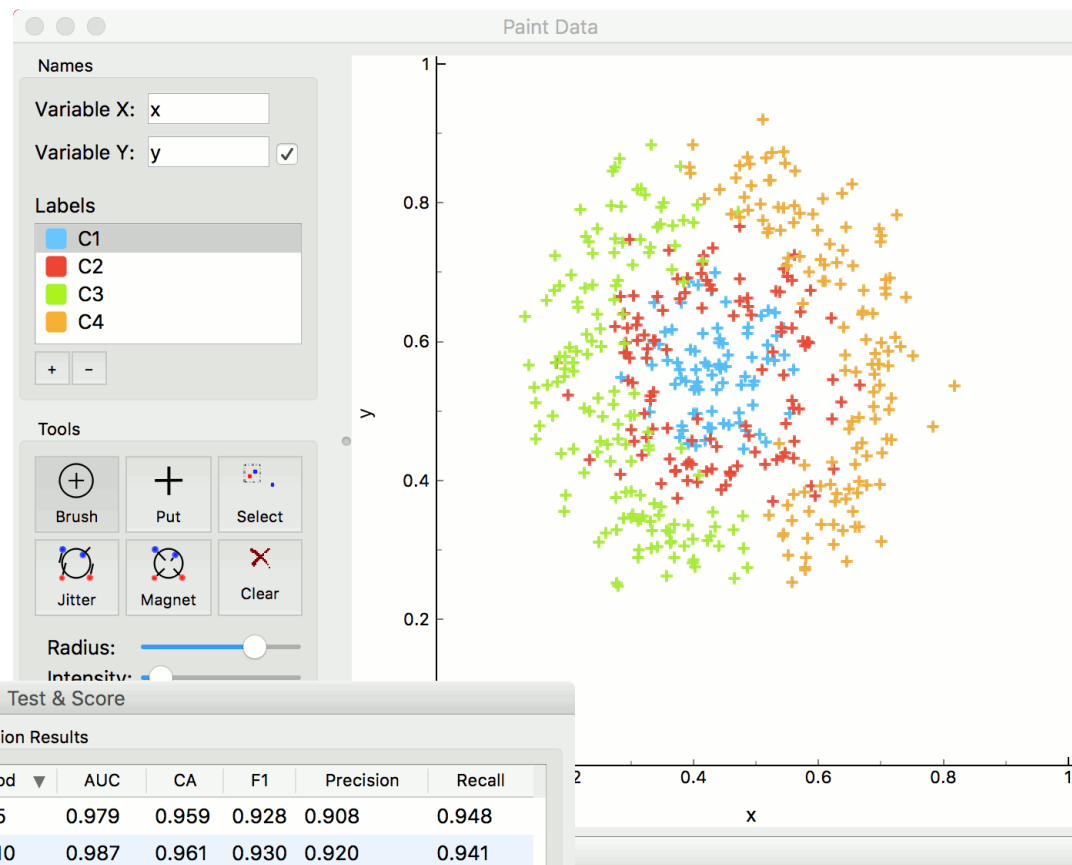 Paint Data
Names
Variable X: x
Variable Y: y
Labels
C1
C2
C3
C4
+ -
Tools
Brush Put Select
Jitter Magnet Clear
Radius:
Intensity:
1
0.8
0.6
0.4
0.2
y
0.4 0.6 0.8 1
x
Test & Score
ion Results
od AUC CA F1 Precision Recall
5 0.979 0.959 0.928 0.908 0.948
10 0.987 0.961 0.930 0.920 0.941